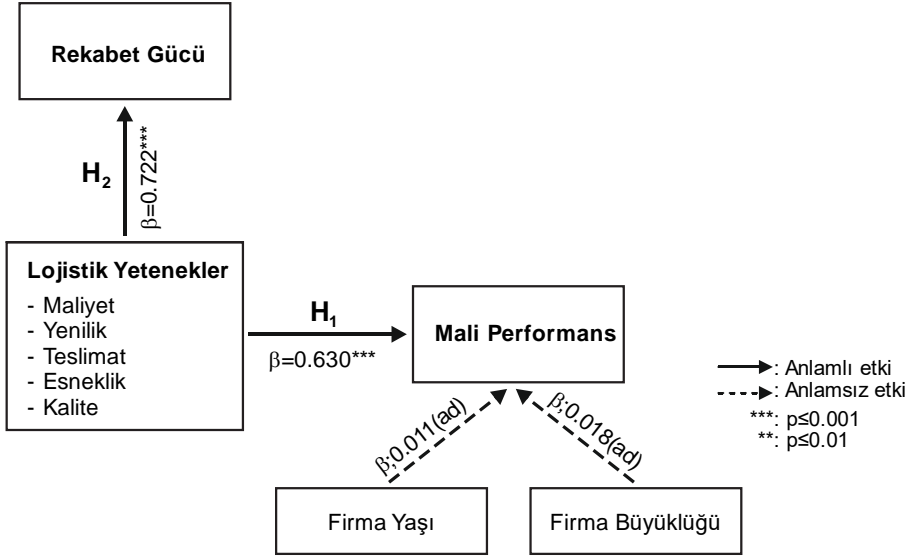 Rekabet Gücü
H2
β=0.722***
Lojistik Yetenekler
- Maliyet
- Yenilik
- Teslimat
- Esneklik
- Kalite
H1
β=0.630***
Mali Performans
β;0.011(ad)
β;0.018(ad)
Firma Yaşı
Firma Büyüklüğü
: Anlamlı etki
: Anlamsız etki
***: p≤0.001
**: p≤0.01